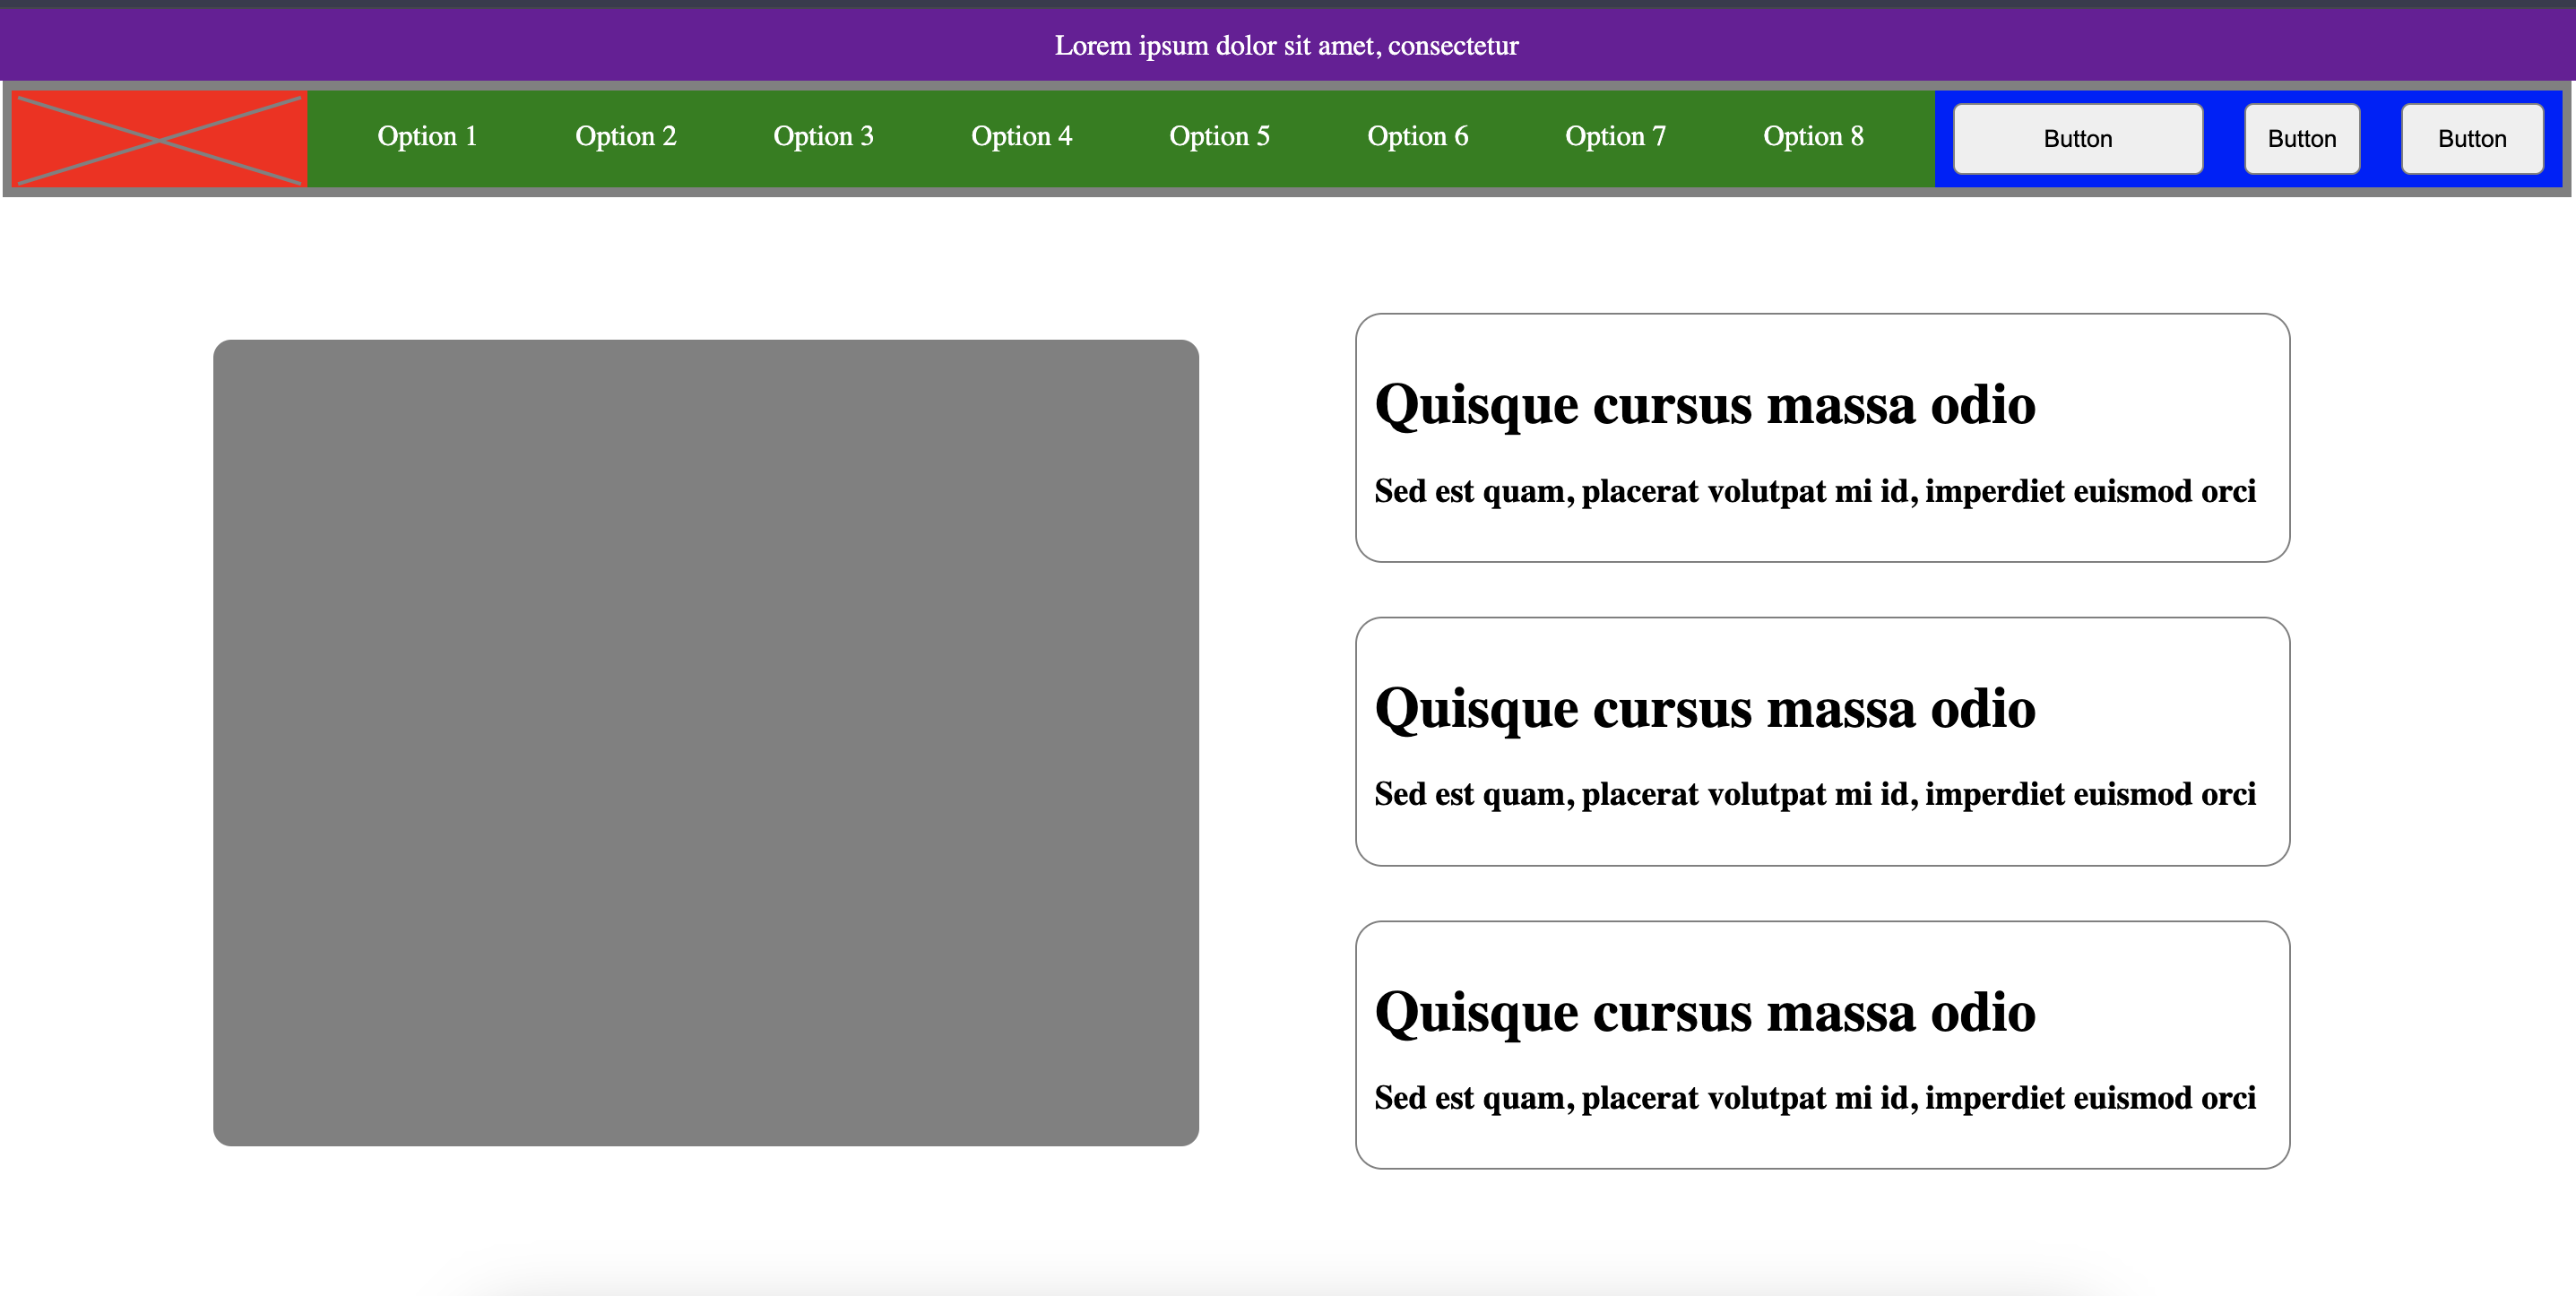 Lorem ipsum dolor sit amet, consectetur
Option 1 Option 2 Option 3 Option 4 Option 5 Option 6 Option 7 Option 8 Button Button Button
Quisque cursus massa odio
Sed est quam, placerat volutpat mi id, imperdiet euismod orci
Quisque cursus massa odio
Sed est quam, placerat volutpat mi id, imperdiet euismod orci
Quisque cursus massa odio
Sed est quam, placerat volutpat mi id, imperdiet euismod orci